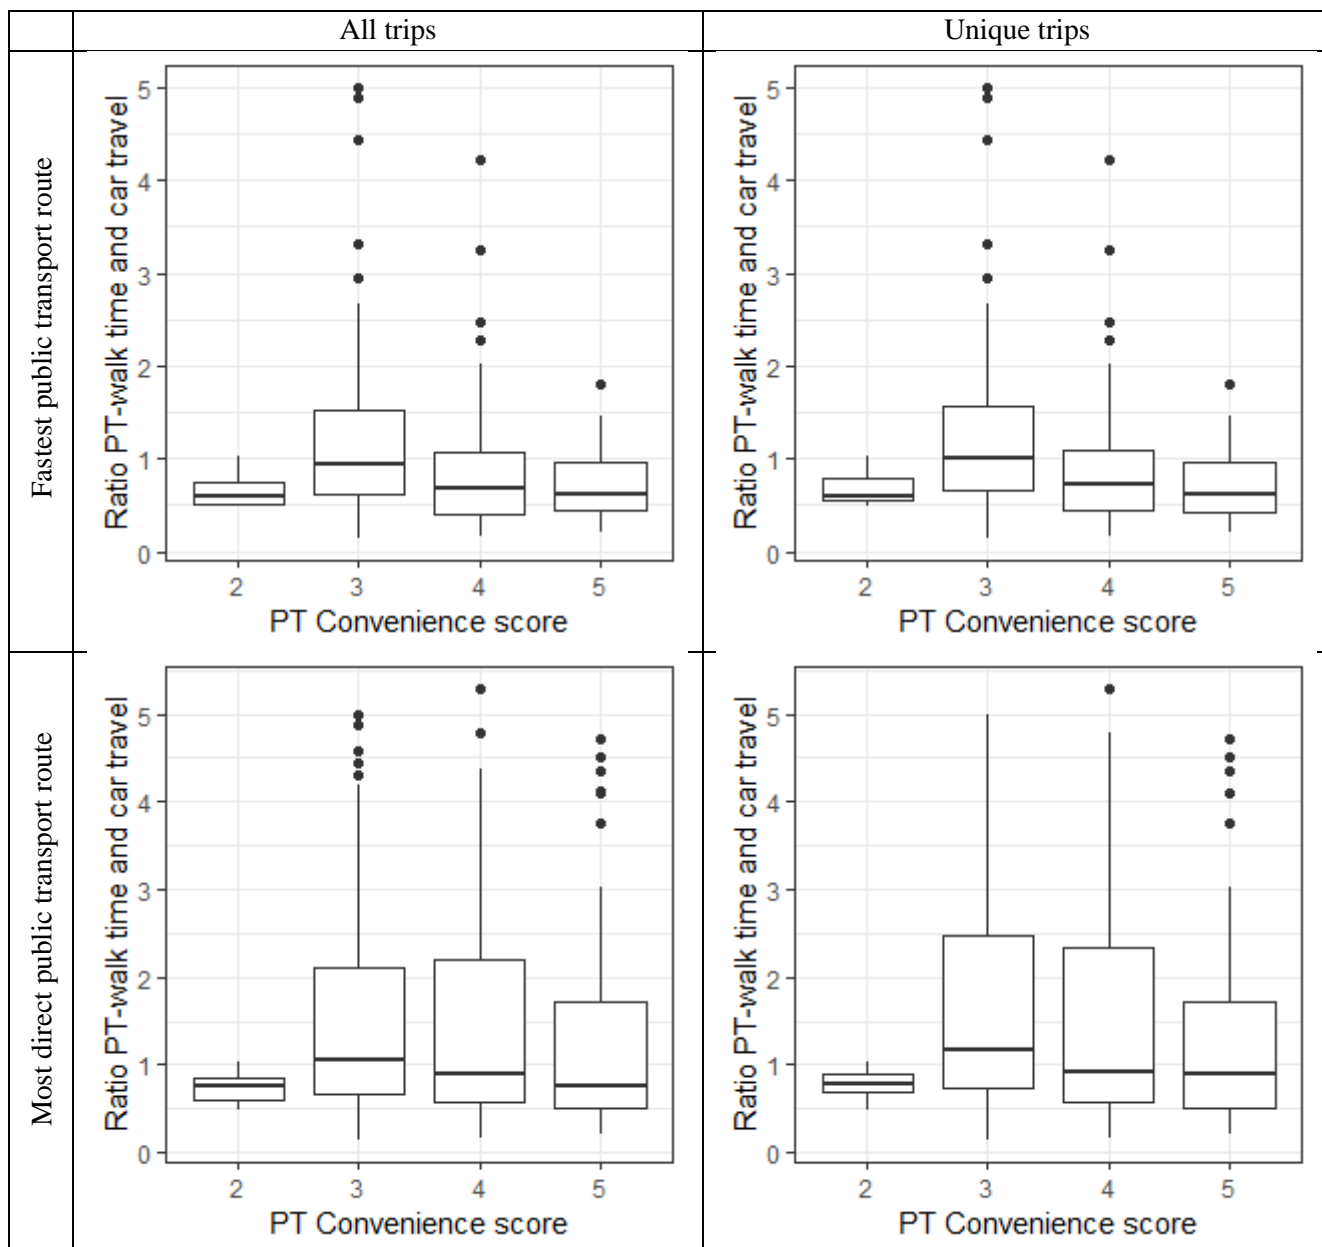 All trips
Unique trips
Fastest public transport route
Ratio PT-walk time and car travel
5
4
3
2
1
0
2 3 4 5
PT Convenience score
Ratio PT-walk time and car travel
5
4
3
2
1
0
2 3 4 5
PT Convenience score
Most direct public transport route
Ratio PT-walk time and car travel
5
4
3
2
1
0
2 3 4 5
PT Convenience score
Ratio PT-walk time and car travel
5
4
3
2
1
0
2 3 4 5
PT Convenience score